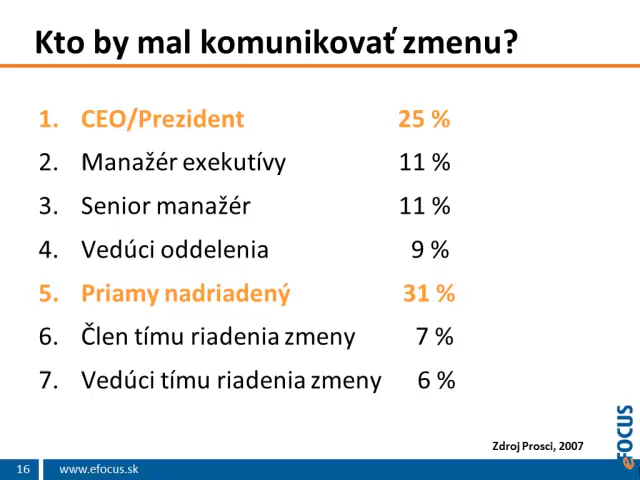 Kto by mal komunikovať zmenu?
1. CEO/Prezident 25 %
2. Manažér exekutívy 11 %
3. Senior manažér 11 %
4. Vedúci oddelenia 9 %
5. Priamy nadriadený 31 %
6. Člen tímu riadenia zmeny 7 %
7. Vedúci tímu riadenia zmeny 6 %
Zdroj Prosci, 2007
eFOCUS
16 www.efocus.sk